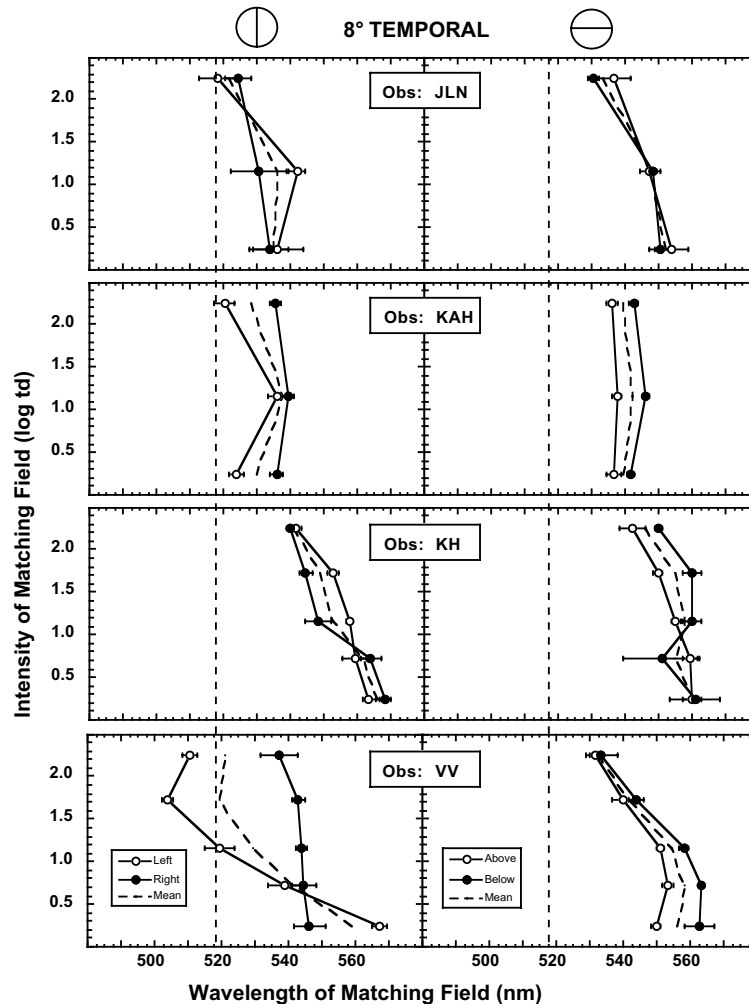 8° TEMPORAL
Obs: JLN
2.0
1.5
1.0
0.5
Obs: KAH
2.0
1.5
1.0
0.5
Obs: KH
2.0
1.5
1.0
0.5
Obs: VV
2.0
1.5
1.0
0.5
Left
Right
Mean
Above
Below
Mean
500 520 540 560 500 520 540 560
Intensity of Matching Field (log td)
Wavelength of Matching Field (nm)